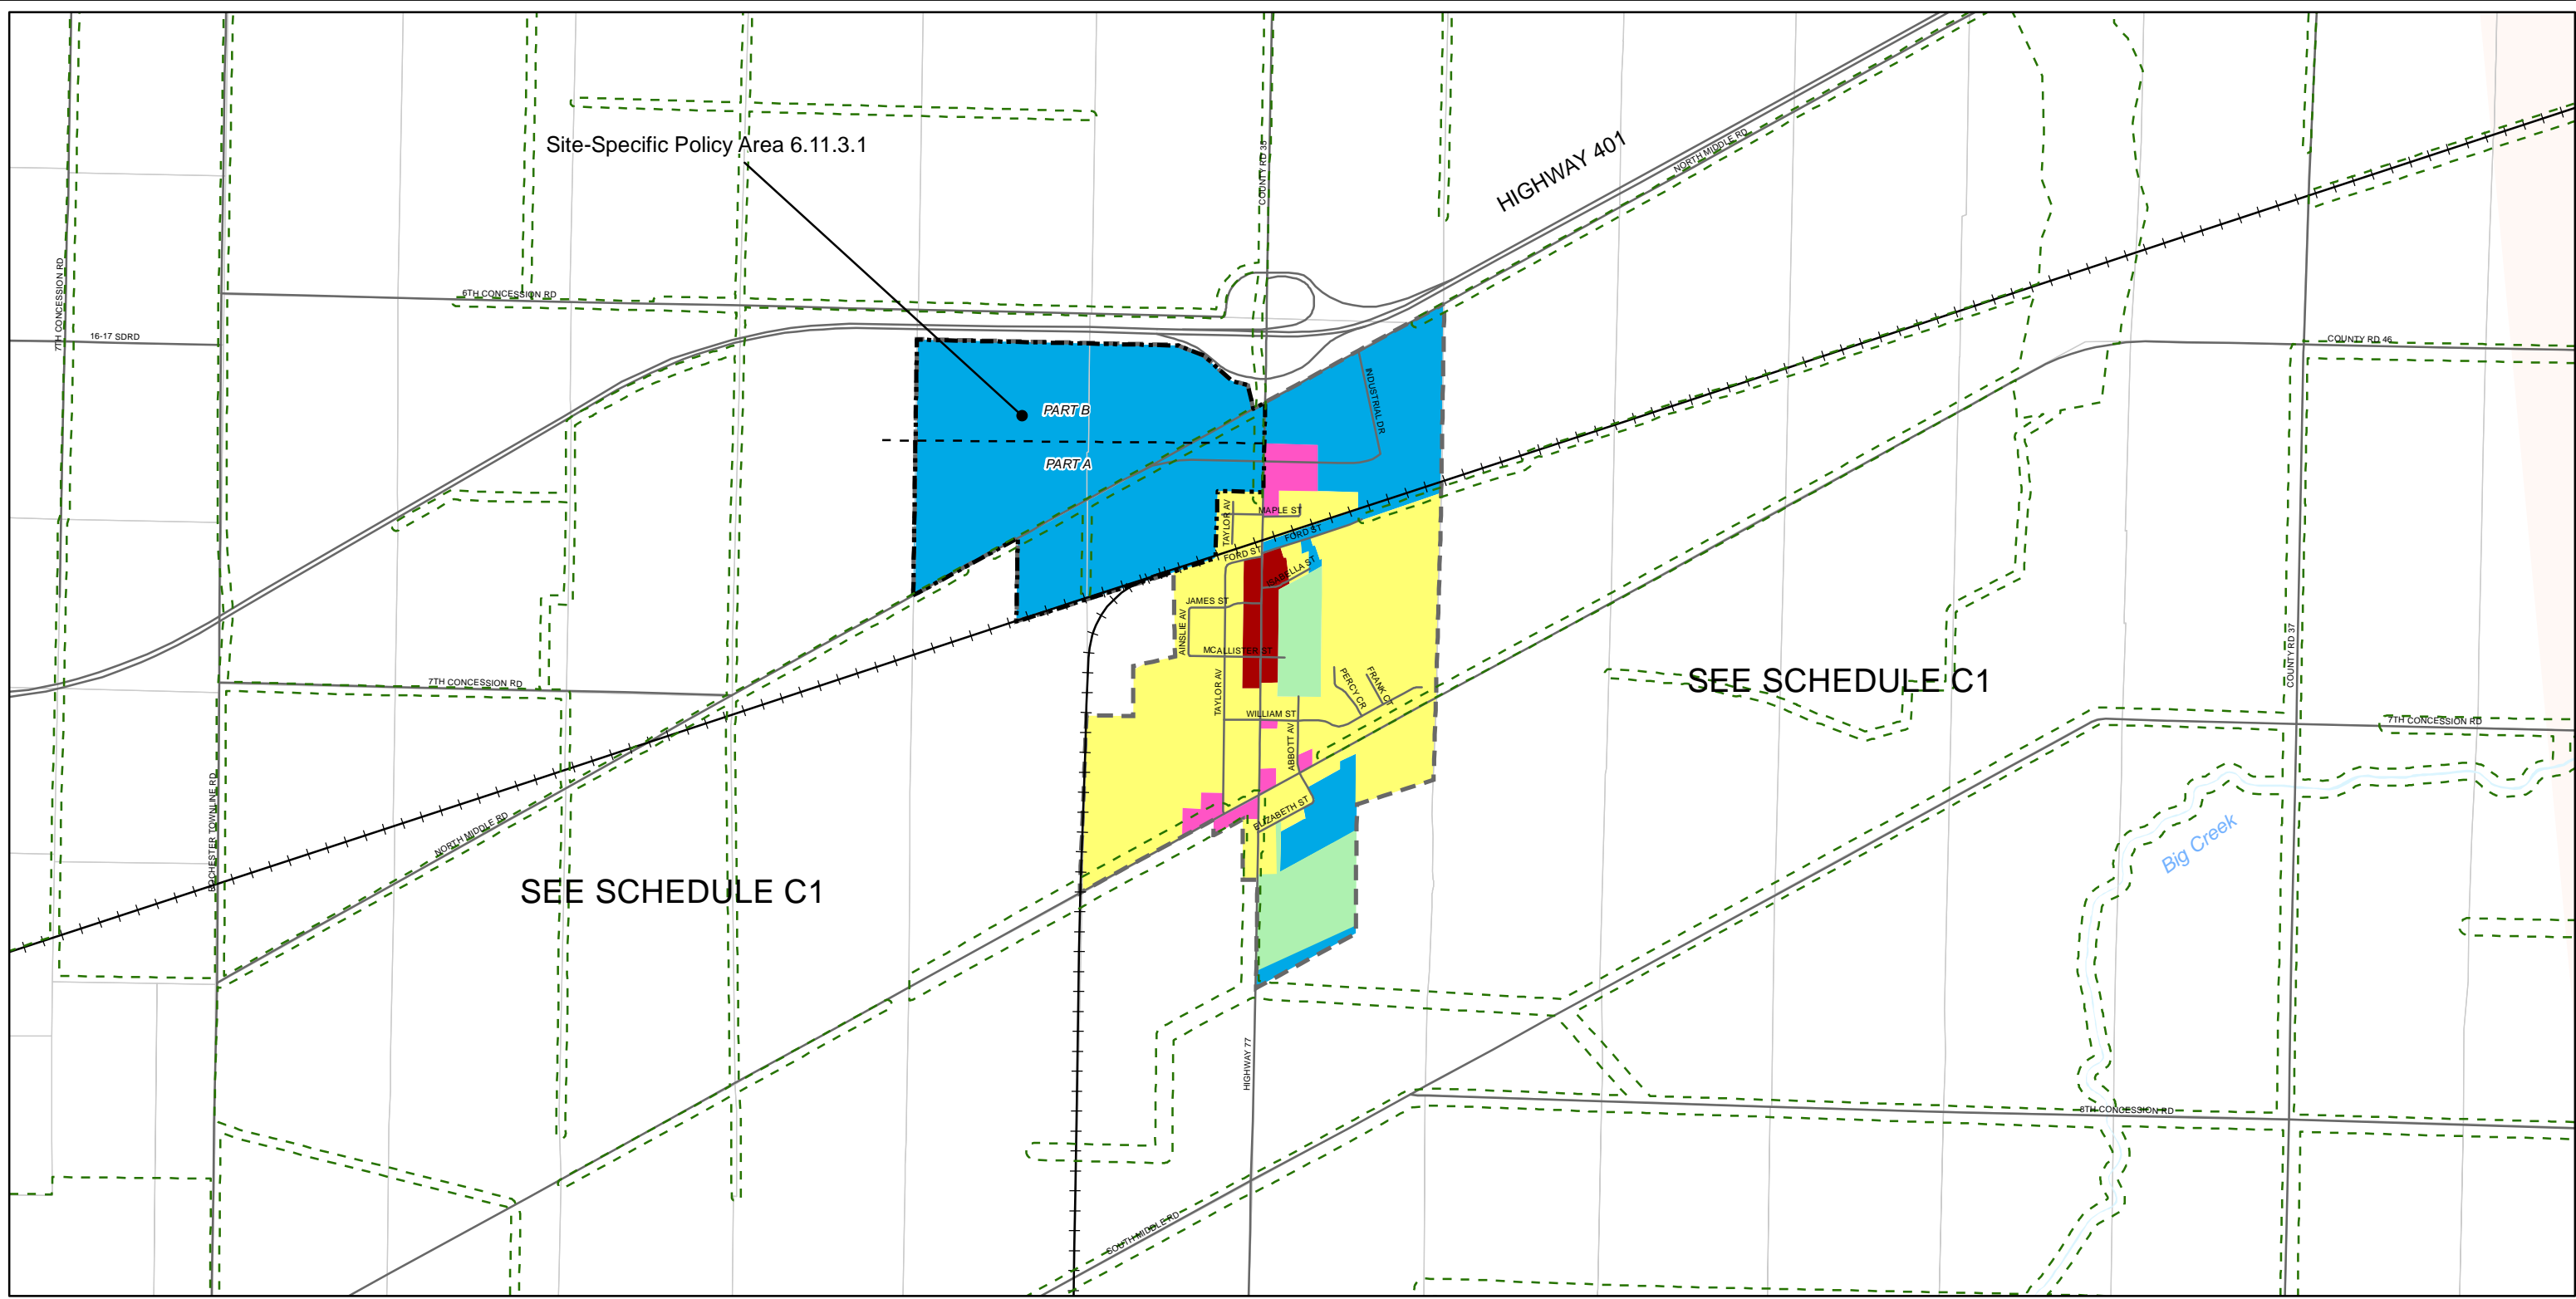 HIGHWAY 401
NORTH MIDDLE RD
Site-Specific Policy Area 6.11.3.1
COUNTY RD 35
7TH CONCESSION RD
6TH CONCESSION RD
16-17 SDRD
COUNTY RD 46
INDUSTRIAL DR
PART B
PART A
TAYLOR AV
MAPLE ST
FORD ST
FORD ST
ISABELLA ST
JAMES ST
AINSLIE AV
MCALLISTER ST
PERCY CR
FRANK CT
TAYLOR AV
WILLIAM ST
ABBOTT AV
ELIZABETH ST
SEE SCHEDULE C1
COUNTY RD 37
7TH CONCESSION RD
7TH CONCESSION RD
ROCHESTER TOWNLINE RD
NORTH MIDDLE RD
SEE SCHEDULE C1
Big Creek
HIGHWAY 77
8TH CONCESSION RD
SOUTH MIDDLE RD